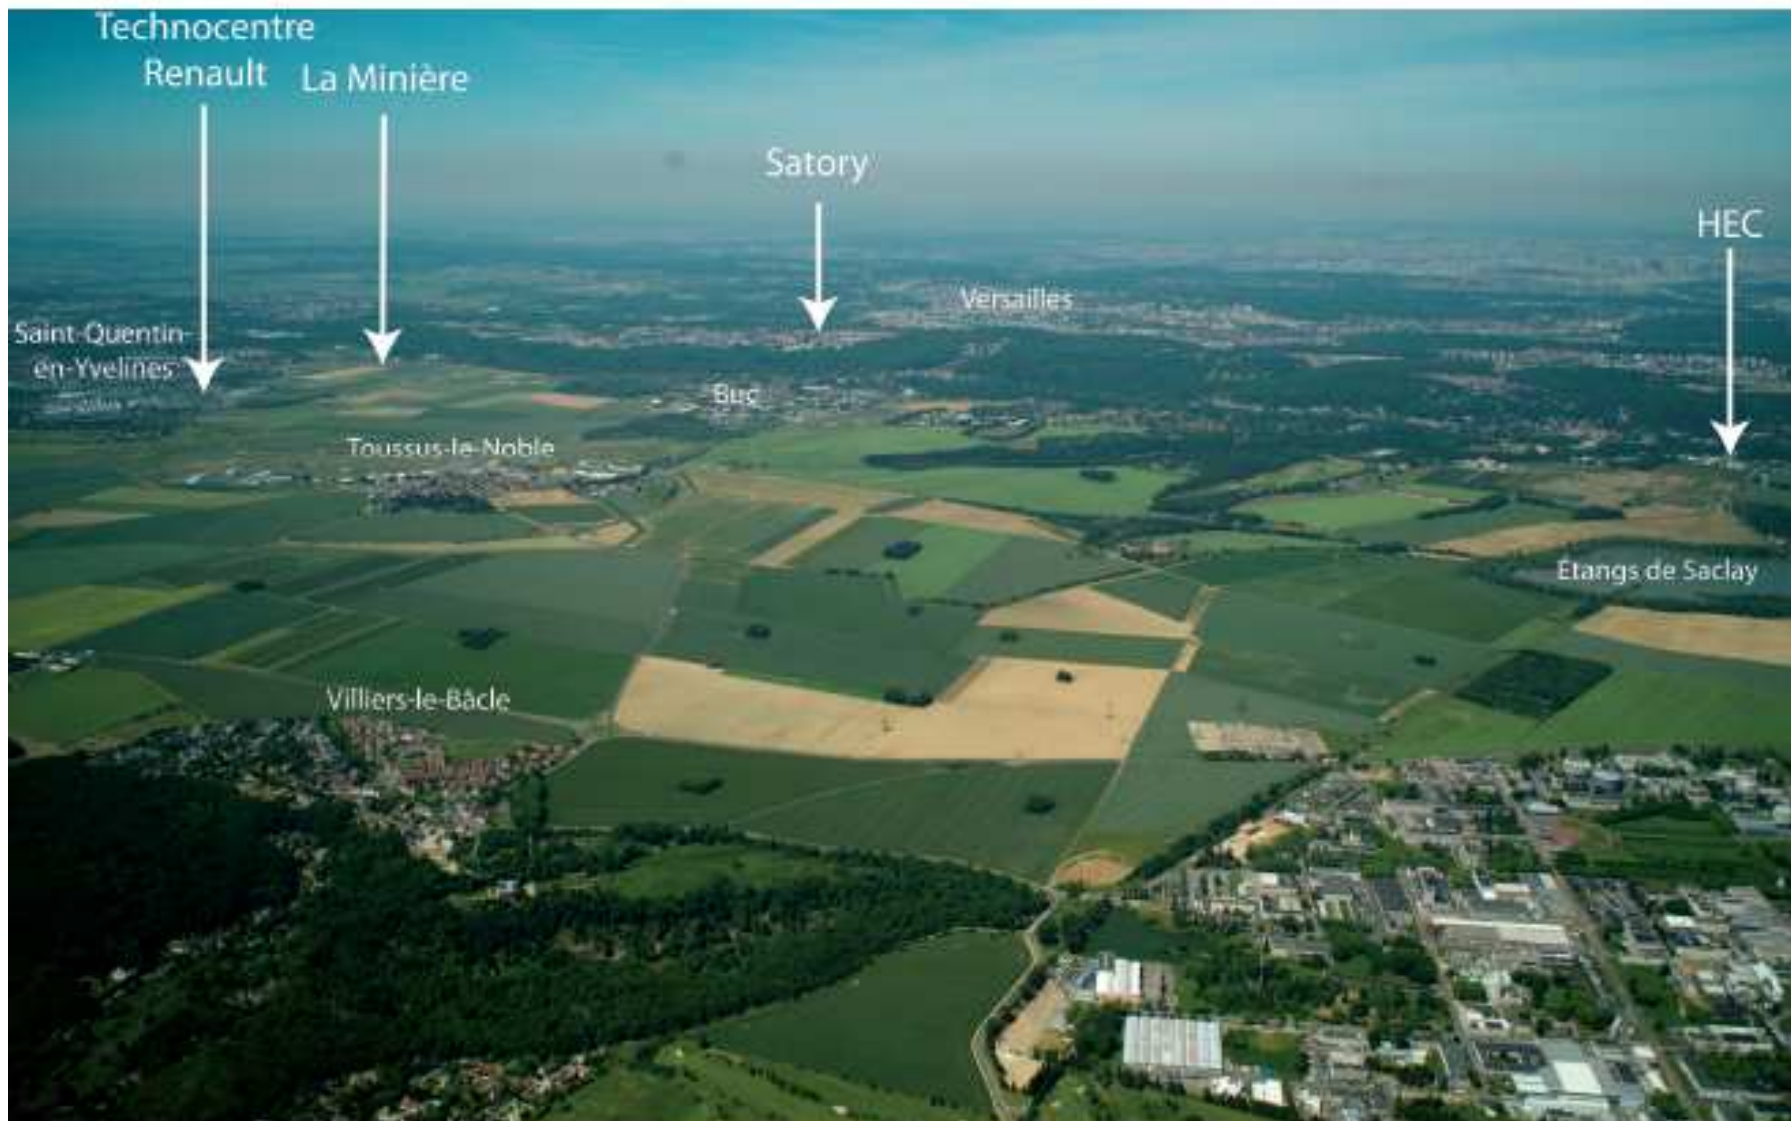 Technocentre
Renault
La Minière
Satory
HEC
Versailles
Saint-Quentin-
en-Yvelines
Buc
Toussus-le-Noble
Étangs de Saclay
Villiers-le-Bâcle